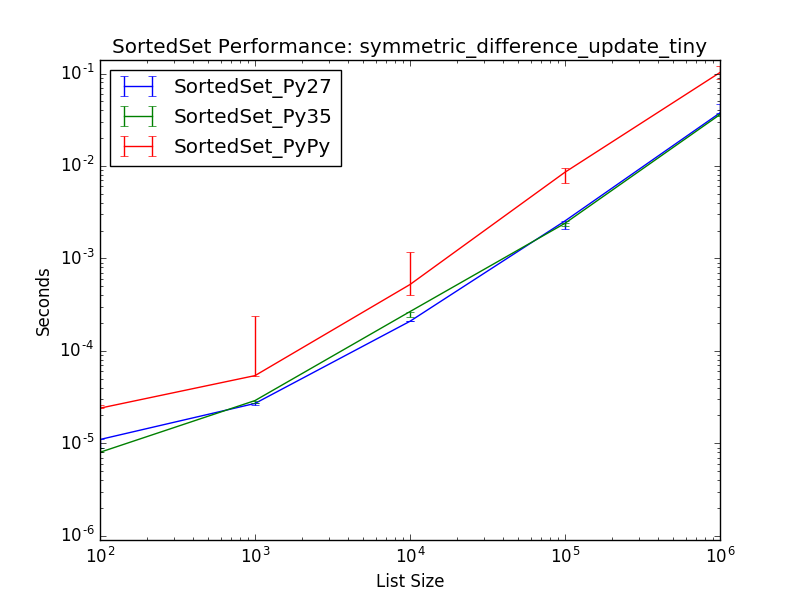 SortedSet Performance: symmetric_difference_update_tiny
SortedSet_Py27
SortedSet_Py35
SortedSet_PyPy
10^-1
10^-2
10^-3
10^-4
10^-5
10^-6
Seconds
10^2 10^3 10^4 10^5 10^6
List Size